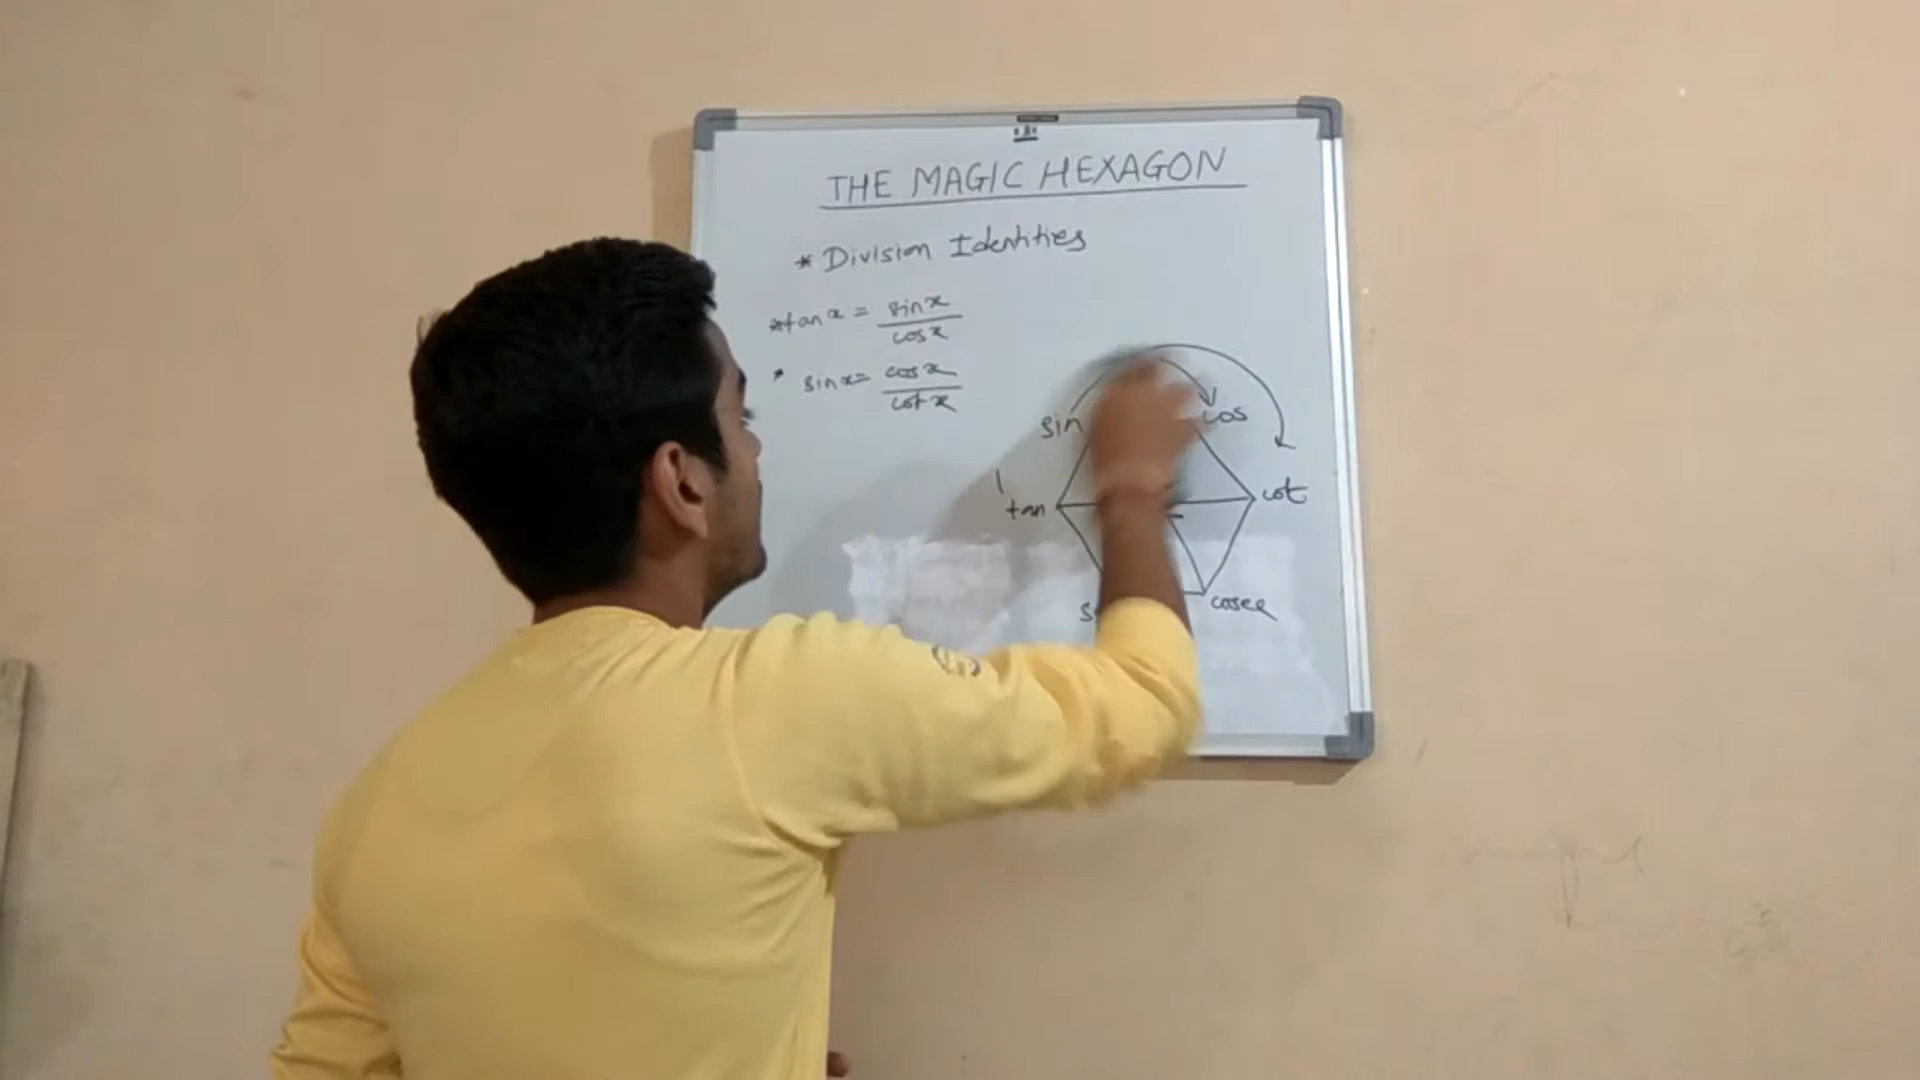 THE MAGIC HEXAGON
* Division Identities
*tan x = sin x / cos x
* sin x = cos x / cot x
sin cos
tan cot
cosec